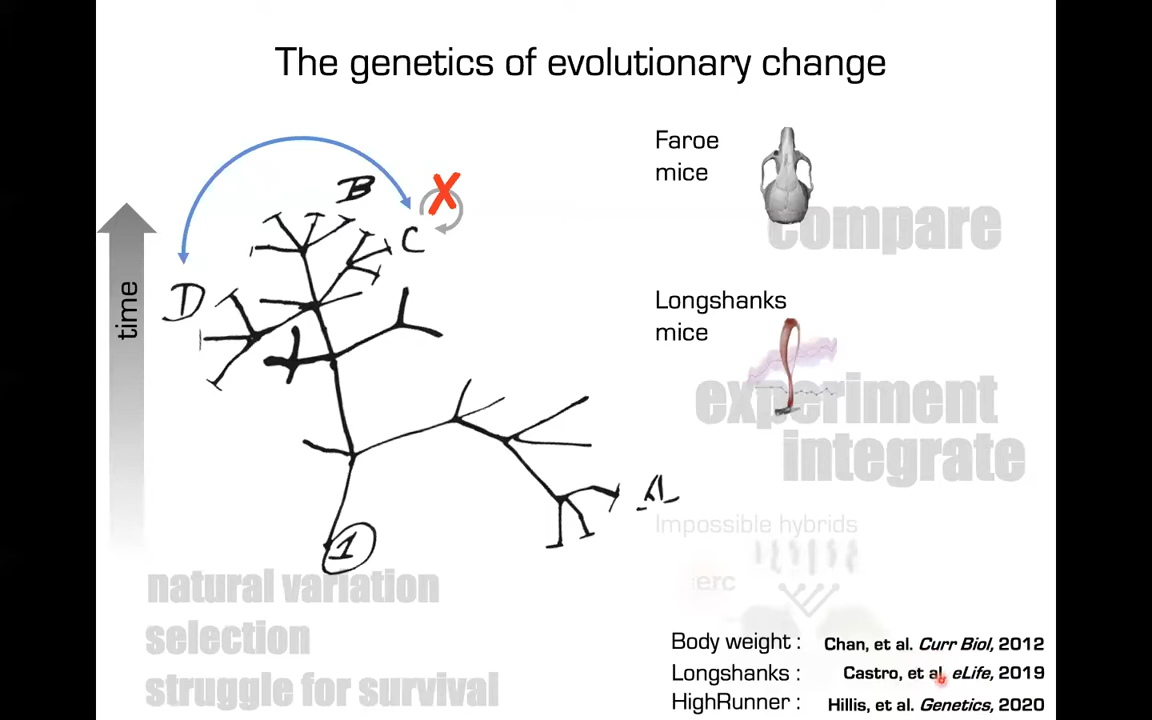 The genetics of evolutionary change
Faroe
mice
compare
B
C
D
time
Longshanks
mice
experiment
integrate
A
Impossible hybrids
1
erc
natural variation
selection
struggle for survival
Body weight : Chan, et al. Curr Biol, 2012
Longshanks : Castro, et al. eLife, 2019
HighRunner : Hillis, et al. Genetics, 2020